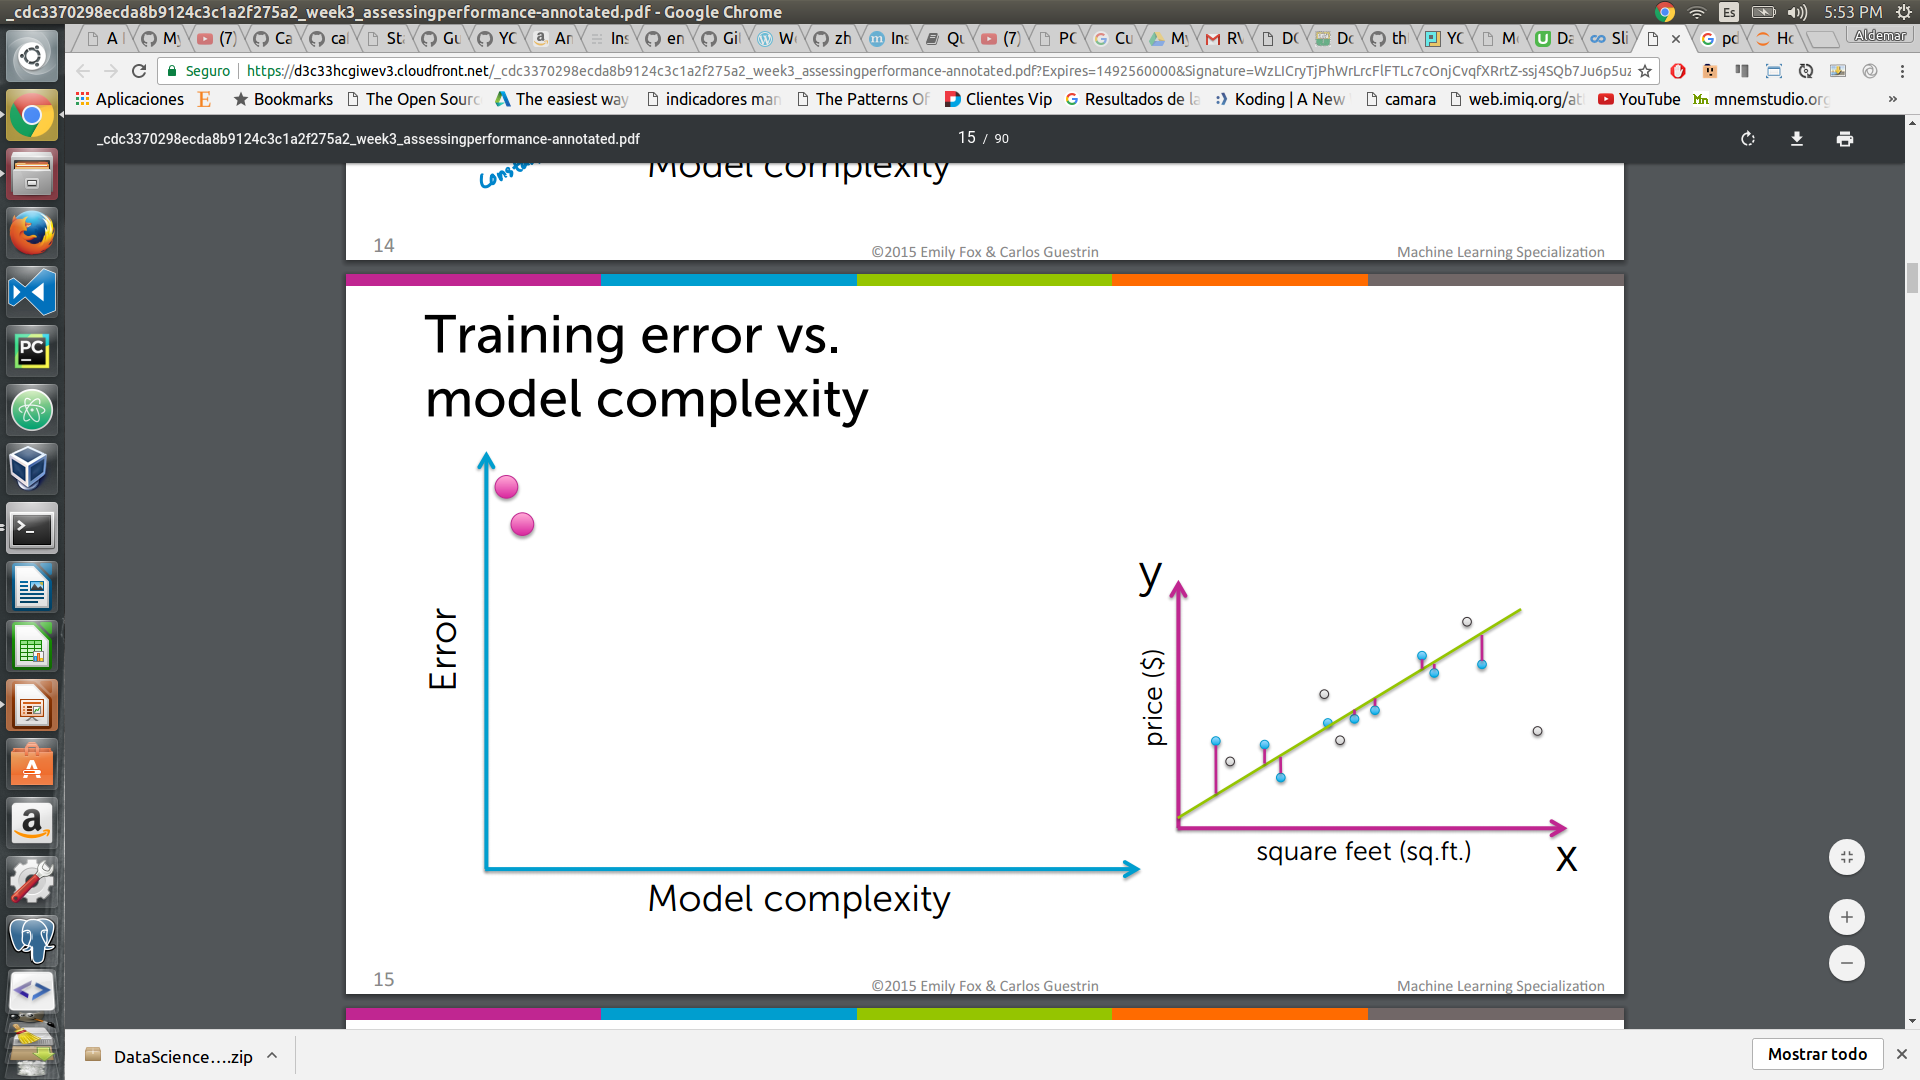 _cdc3370298ecda8b9124c3c1a2f275a2_week3_assessingperformance-annotated.pdf - Google Chrome
Es
5:53 PM
Aldemar
Seguro
https://d3c33hcgiwev3.cloudfront.net/_cdc3370298ecda8b9124c3c1a2f275a2_week3_assessingperformance-annotated.pdf?Expires=1492560000&Signature=WzLICryTjPhWrLrcFlFTLc7cOnjCvqfXRrtZ-ssj4SQb7Ju6p5uz
Aplicaciones
Bookmarks
The Open Sourc
The easiest way
indicadores man
The Patterns Of
Clientes Vip
Resultados de la
Koding | A New
camara
web.imiq.org/at
YouTube
mnemstudio.org
_cdc3370298ecda8b9124c3c1a2f275a2_week3_assessingperformance-annotated.pdf
15 / 90
Model complexity
14
©2015 Emily Fox & Carlos Guestrin
Machine Learning Specialization
Training error vs.
model complexity
Error
Model complexity
y
price ($)
square feet (sq.ft.)
x
15
©2015 Emily Fox & Carlos Guestrin
Machine Learning Specialization
DataScience....zip
Mostrar todo